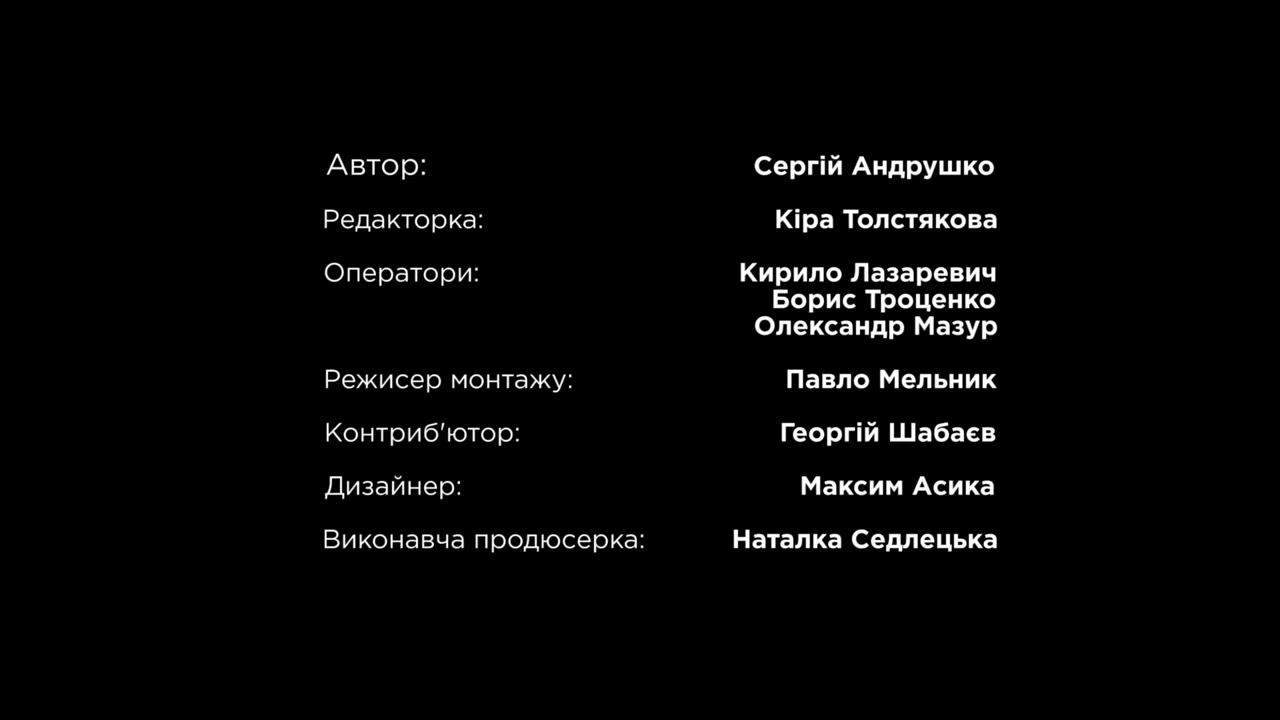 Автор: Сергій Андрушко
Редакторка: Кіра Толстякова
Оператори: Кирило Лазаревич
Борис Троценко
Олександр Мазур
Режисер монтажу: Павло Мельник
Контриб'ютор: Георгій Шабаєв
Дизайнер: Максим Асика
Виконавча продюсерка: Наталка Седлецька